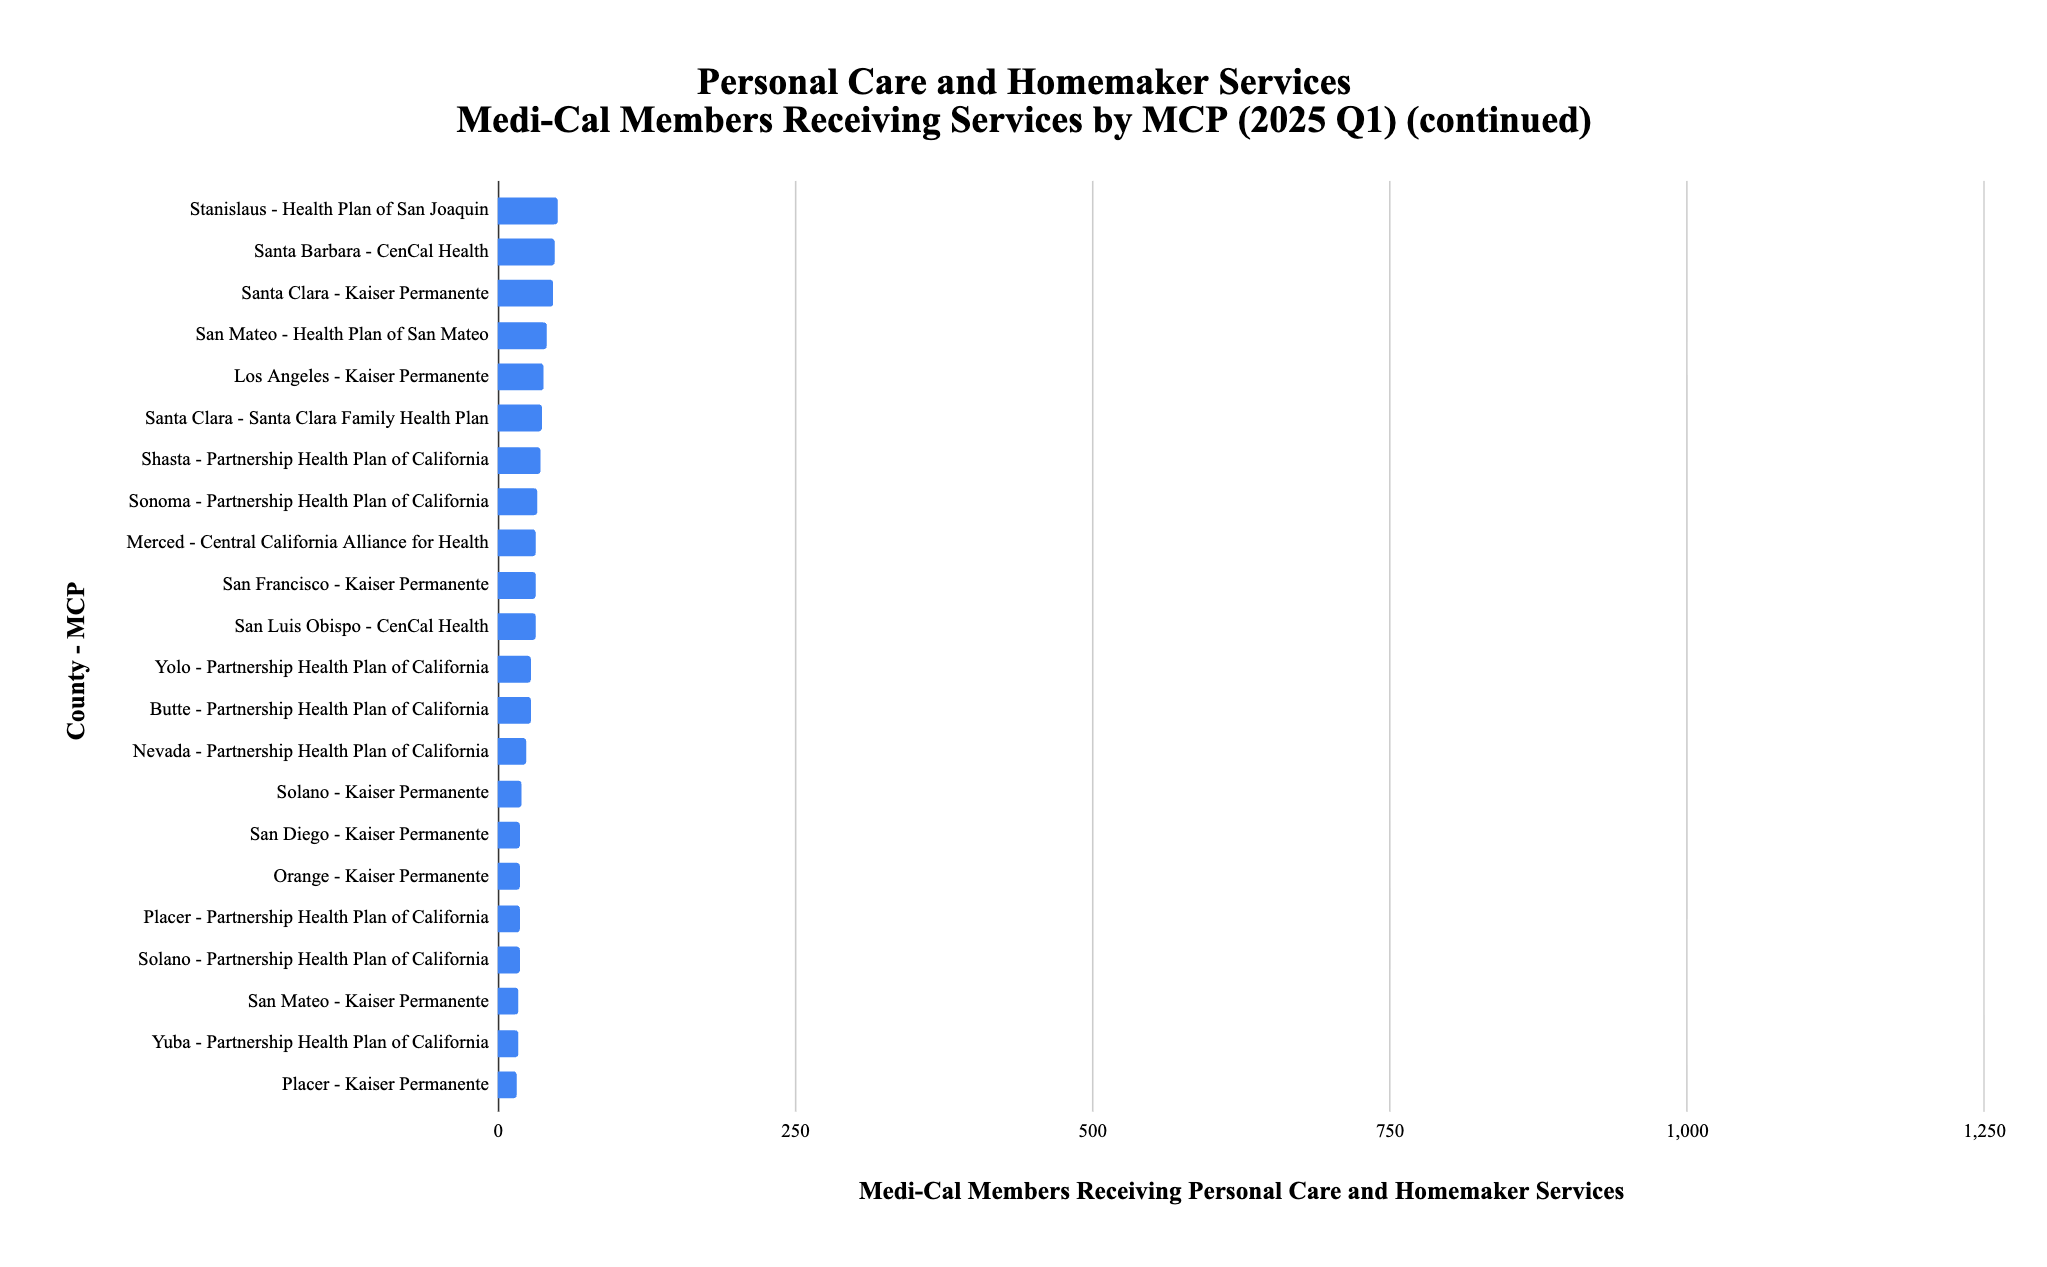 Personal Care and Homemaker Services
Medi-Cal Members Receiving Services by MCP (2025 Q1) (continued)
County - MCP
Stanislaus - Health Plan of San Joaquin
Santa Barbara - CenCal Health
Santa Clara - Kaiser Permanente
San Mateo - Health Plan of San Mateo
Los Angeles - Kaiser Permanente
Santa Clara - Santa Clara Family Health Plan
Shasta - Partnership Health Plan of California
Sonoma - Partnership Health Plan of California
Merced - Central California Alliance for Health
San Francisco - Kaiser Permanente
San Luis Obispo - CenCal Health
Yolo - Partnership Health Plan of California
Butte - Partnership Health Plan of California
Nevada - Partnership Health Plan of California
Solano - Kaiser Permanente
San Diego - Kaiser Permanente
Orange - Kaiser Permanente
Placer - Partnership Health Plan of California
Solano - Partnership Health Plan of California
San Mateo - Kaiser Permanente
Yuba - Partnership Health Plan of California
Placer - Kaiser Permanente
0 250 500 750 1,000 1,250
Medi-Cal Members Receiving Personal Care and Homemaker Services